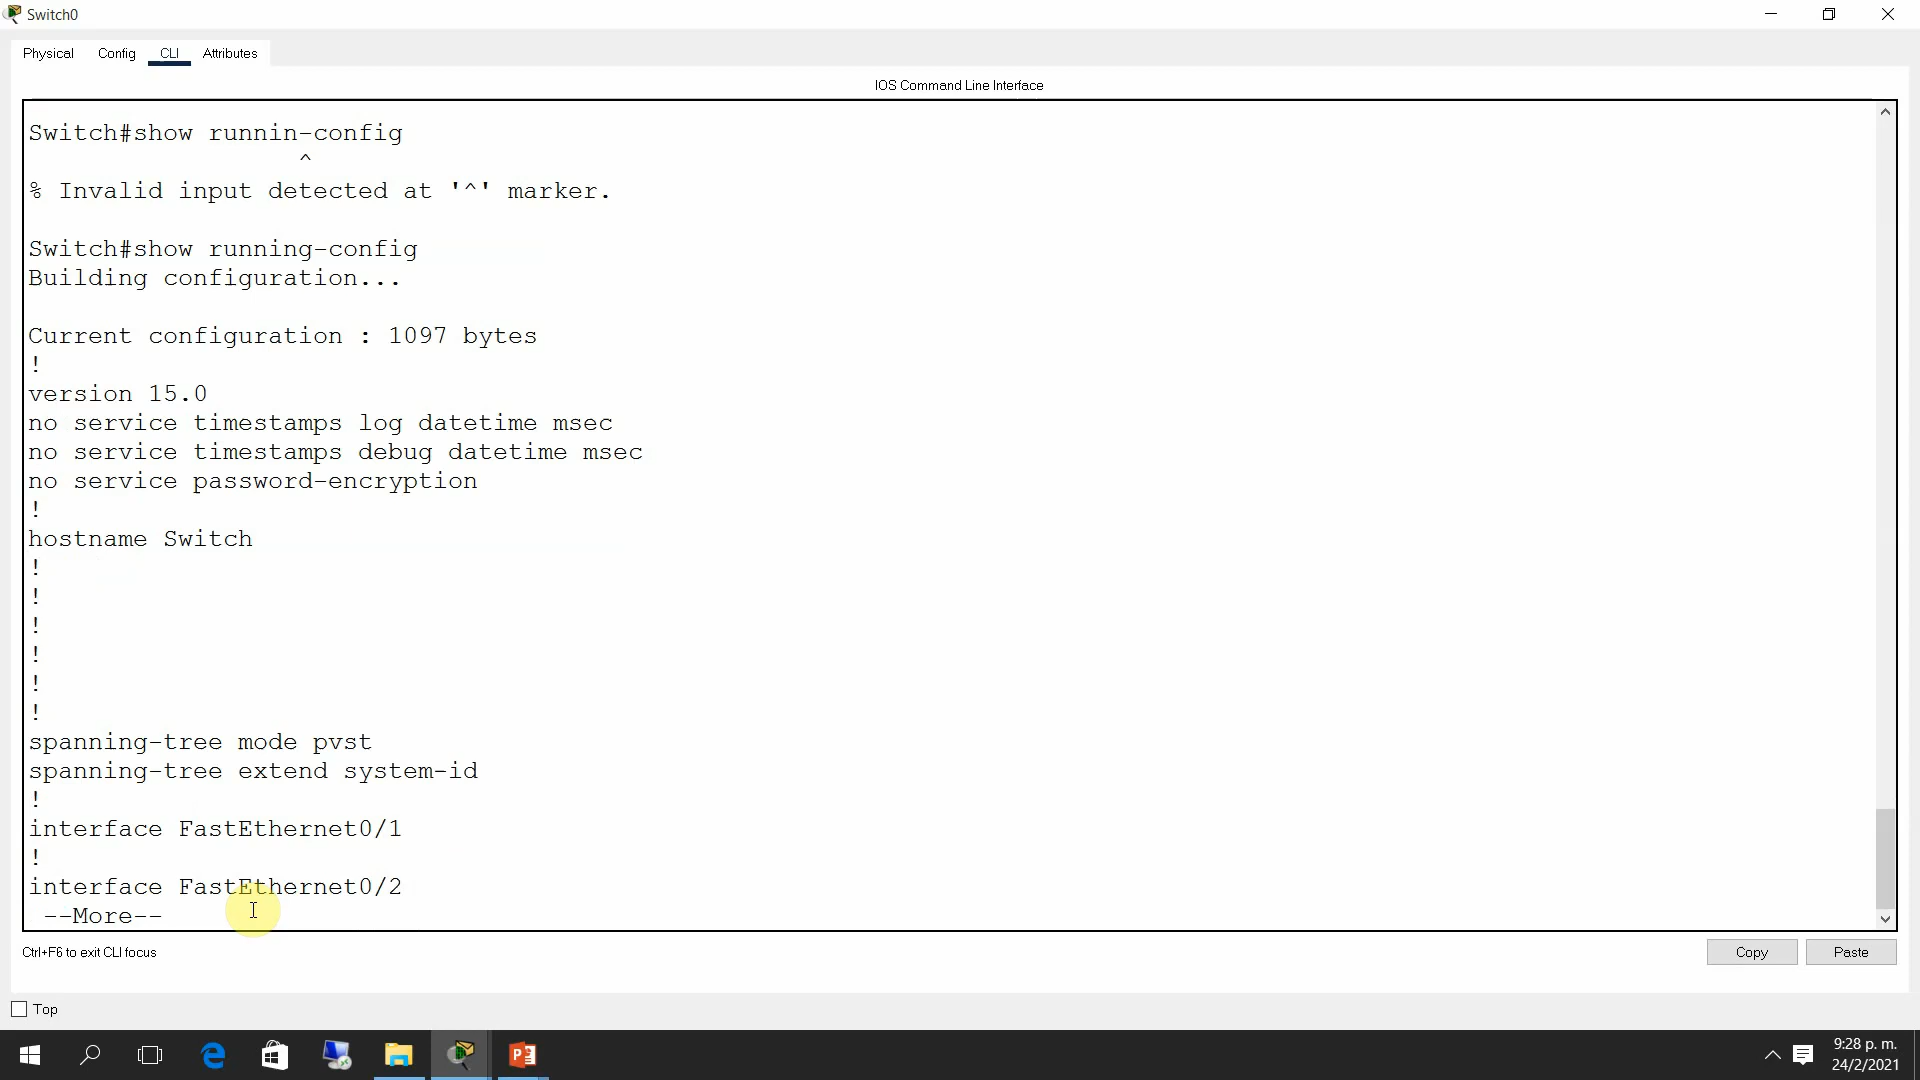 Switch0
Physical Config CLI Attributes
IOS Command Line Interface
Switch#show runnin-config
^
% Invalid input detected at '^' marker.
Switch#show running-config
Building configuration...
Current configuration : 1097 bytes
!
version 15.0
no service timestamps log datetime msec
no service timestamps debug datetime msec
no service password-encryption
!
hostname Switch
!
!
!
!
!
!
spanning-tree mode pvst
spanning-tree extend system-id
!
interface FastEthernet0/1
!
interface FastEthernet0/2
--More--
Ctrl+F6 to exit CLI focus
Copy Paste
Top
9:28 p. m.
24/2/2021